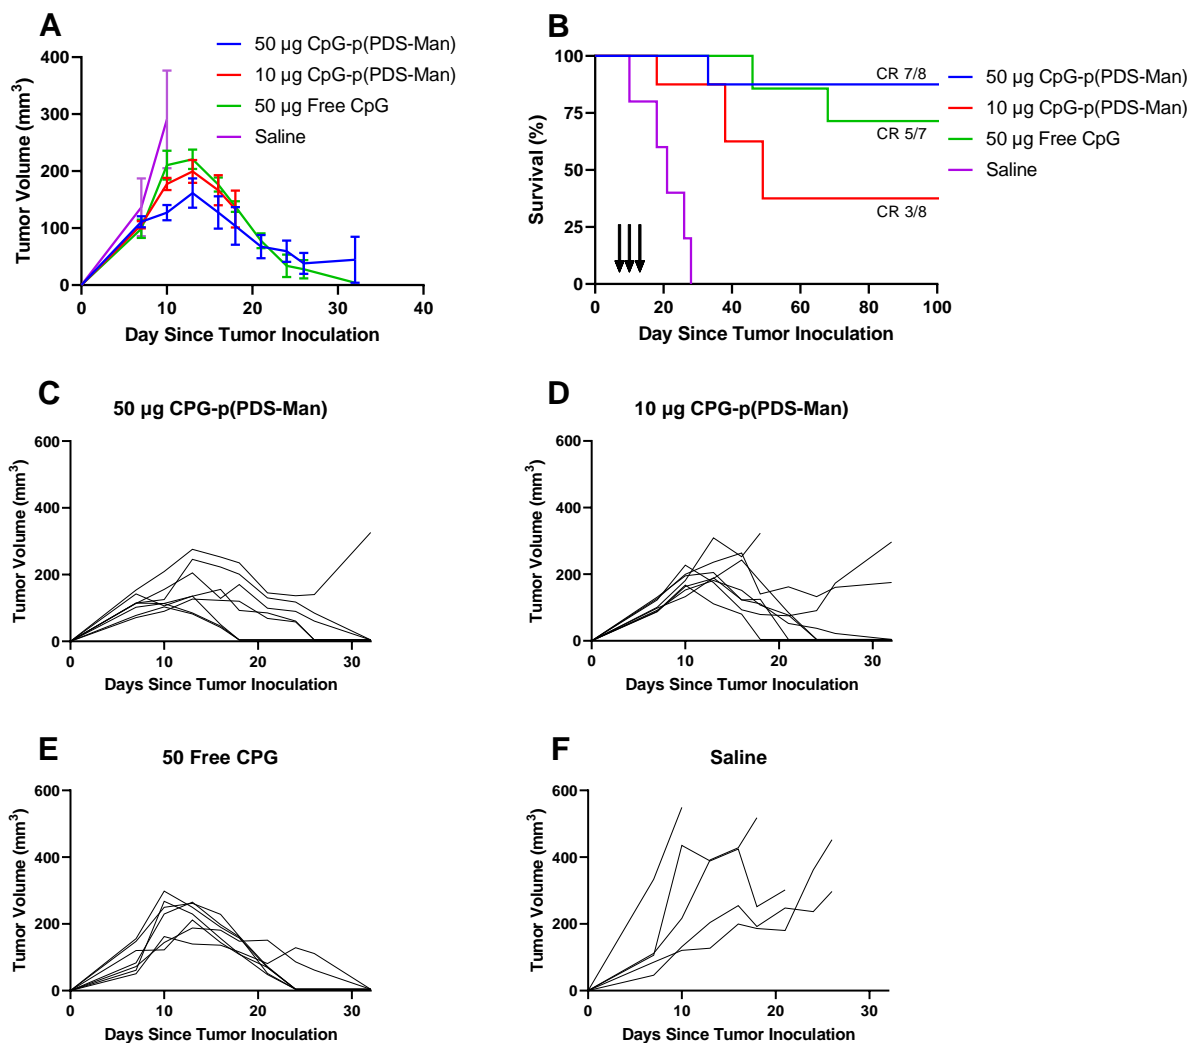 A
50 µg CpG-p(PDS-Man)
10 µg CpG-p(PDS-Man)
50 µg Free CpG
Saline
Tumor Volume (mm3)
400
300
200
100
0
0 10 20 30 40
Day Since Tumor Inoculation
B
CR 7/8
CR 5/7
CR 3/8
50 µg CpG-p(PDS-Man)
10 µg CpG-p(PDS-Man)
50 µg Free CpG
Saline
Survival (%)
100
75
50
25
0
0 20 40 60 80 100
Day Since Tumor Inoculation
C
50 µg CPG-p(PDS-Man)
Tumor Volume (mm3)
600
400
200
0
0 10 20 30
Days Since Tumor Inoculation
D
10 µg CPG-p(PDS-Man)
Tumor Volume (mm3)
600
400
200
0
0 10 20 30
Days Since Tumor Inoculation
E
50 Free CPG
Tumor Volume (mm3)
600
400
200
0
0 10 20 30
Days Since Tumor Inoculation
F
Saline
Tumor Volume (mm3)
600
400
200
0
0 10 20 30
Days Since Tumor Inoculation